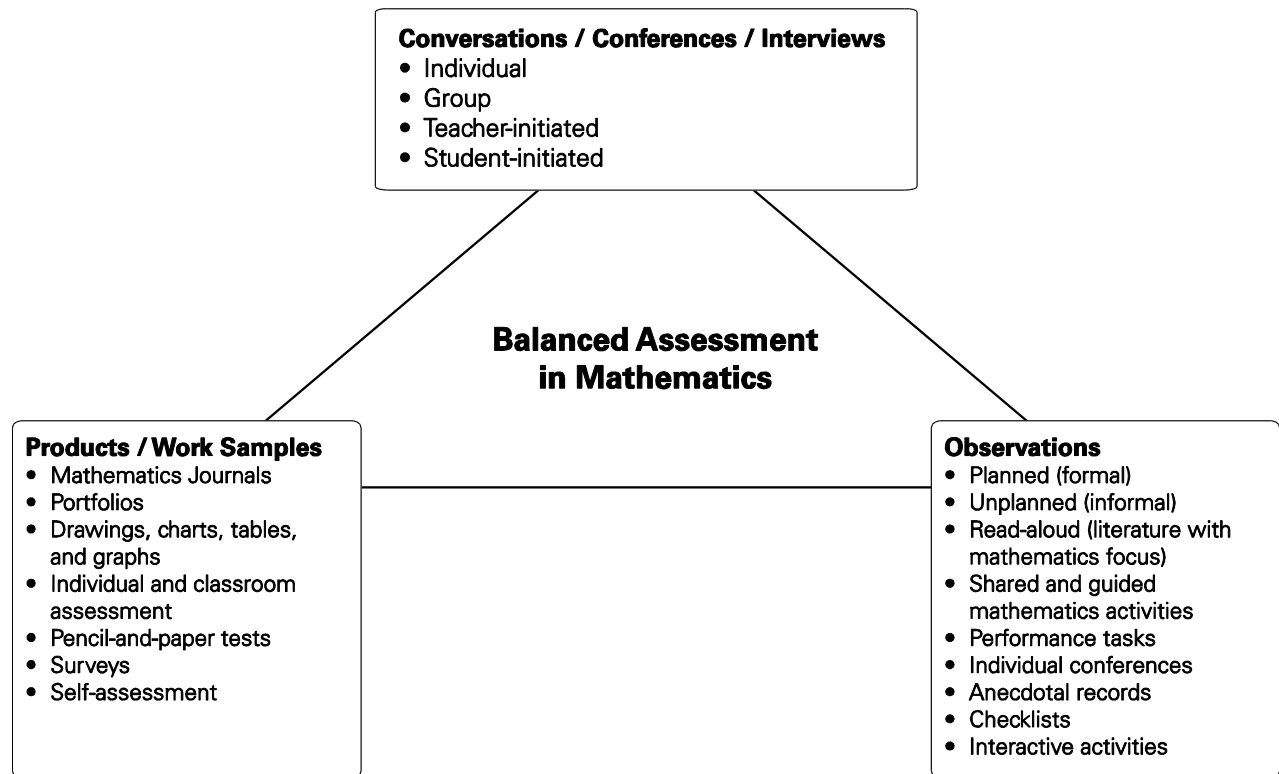 Conversations / Conferences / Interviews
• Individual
• Group
• Teacher-initiated
• Student-initiated
Balanced Assessment
in Mathematics
Products / Work Samples
• Mathematics Journals
• Portfolios
• Drawings, charts, tables,
and graphs
• Individual and classroom
assessment
• Pencil-and-paper tests
• Surveys
• Self-assessment
Observations
• Planned (formal)
• Unplanned (informal)
• Read-aloud (literature with
mathematics focus)
• Shared and guided
mathematics activities
• Performance tasks
• Individual conferences
• Anecdotal records
• Checklists
• Interactive activities